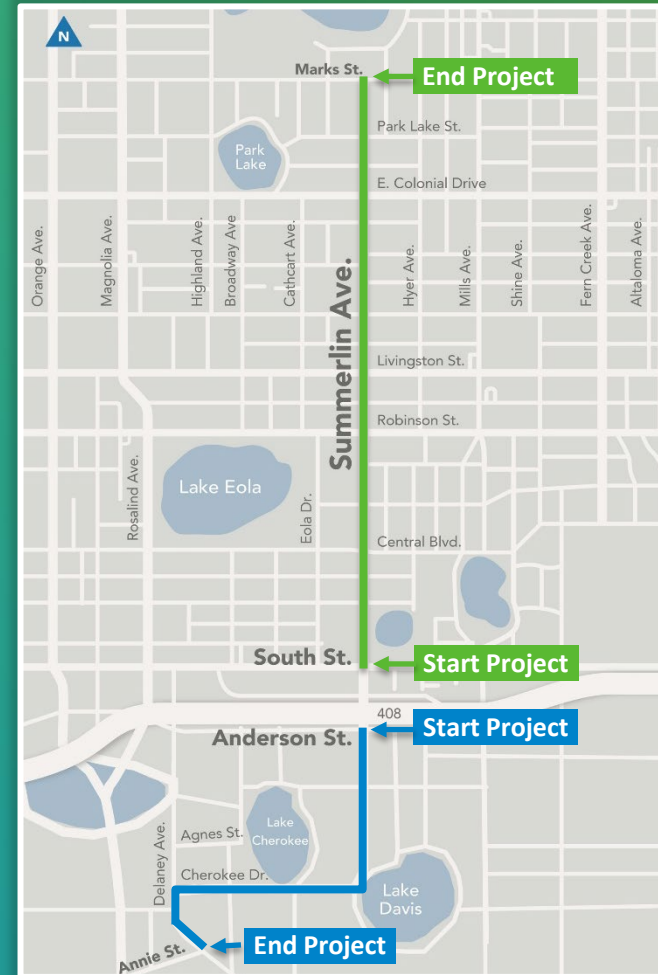 N
Marks St.
End Project
Park Lake St.
Park
Lake
E. Colonial Drive
Orange Ave.
Magnolia Ave.
Highland Ave.
Broadway Ave
Cathcart Ave.
Summerlin Ave.
Hyer Ave.
Mills Ave.
Shine Ave.
Fern Creek Ave.
Altaloma Ave.
Livingston St.
Robinson St.
Lake Eola
Rosalind Ave.
Eola Dr.
Central Blvd.
South St.
Start Project
408
Anderson St.
Start Project
Delaney Ave.
Agnes St.
Lake
Cherokee
Cherokee Dr.
Lake
Davis
Annie St.
End Project